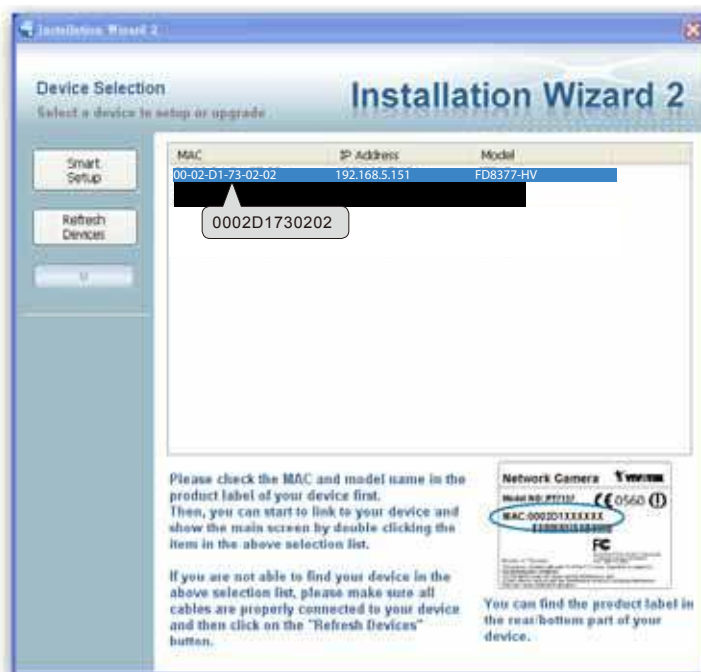 Installation Wizard 2
Device Selection
Select a device to setup or upgrade
Installation Wizard 2
Smart
Setup
Refresh
Devices
MAC IP Address Model
00-02-D1-73-02-02 192.168.5.151 FD8377-HV
0002D1730202
Please check the MAC and model name in the
product label of your device first.
Then, you can start to link to your device and
show the main screen by double clicking the
item in the above selection list.
If you are not able to find your device in the
above selection list, please make sure all
cables are properly connected to your device
and then click on the "Refresh Devices"
button.
Network Camera
0560
MAC:0002D1XXXXXX
FC
You can find the product label in
the rear/bottom part of your
device.